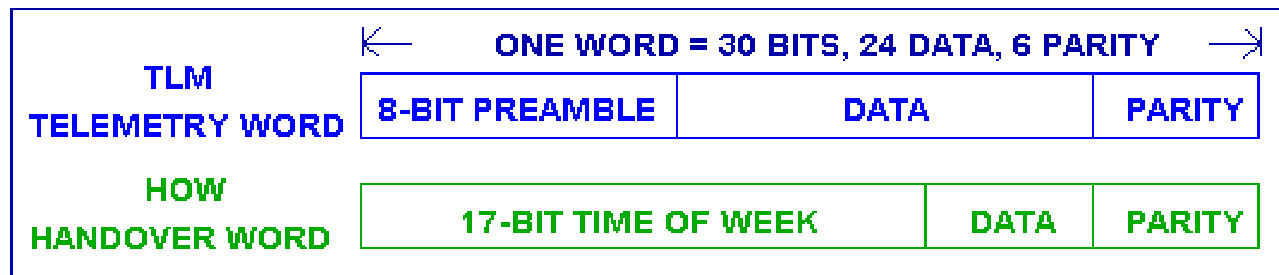 ONE WORD = 30 BITS, 24 DATA, 6 PARITY
TLM
TELEMETRY WORD
8-BIT PREAMBLE DATA PARITY
HOW
HANDOVER WORD
17-BIT TIME OF WEEK DATA PARITY